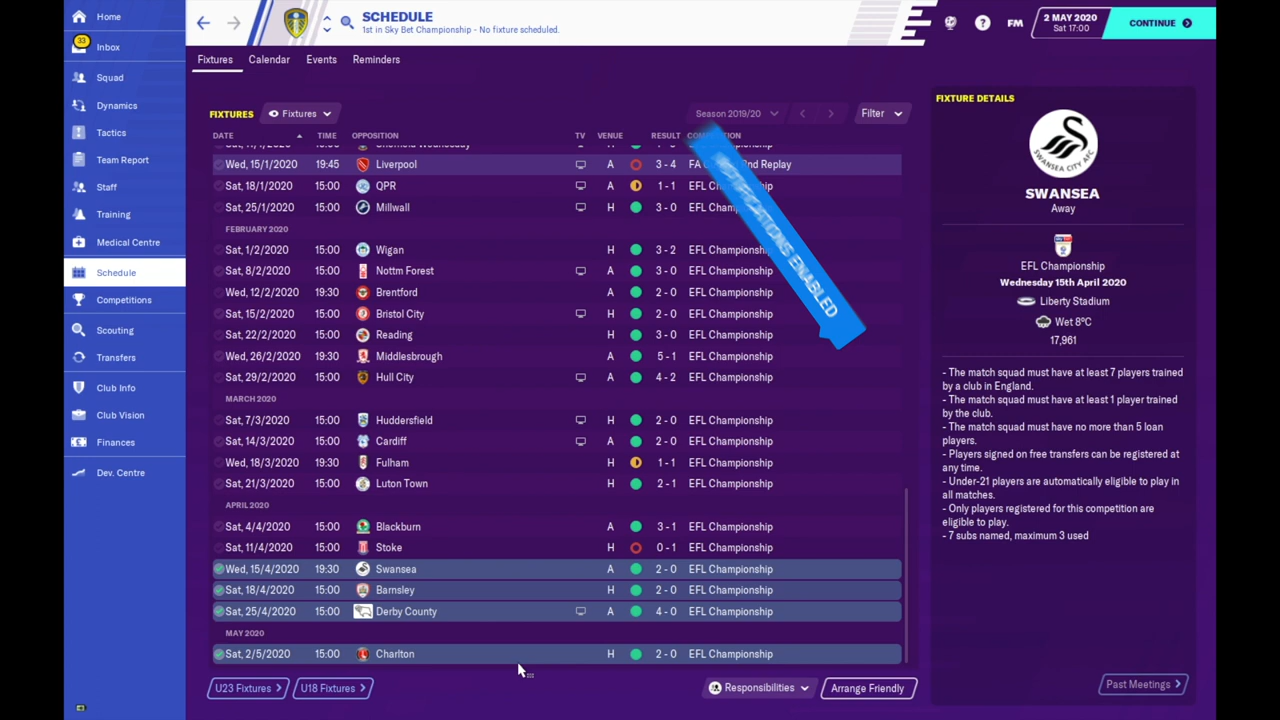 Home
33
Inbox
Squad
Dynamics
Tactics
Team Report
Staff
Training
Medical Centre
Schedule
Competitions
Scouting
Transfers
Club Info
Club Vision
Finances
Dev. Centre
SCHEDULE
1st in Sky Bet Championship - No fixture scheduled.
FM
2 MAY 2020
Sat 17:00
CONTINUE
Fixtures Calendar Events Reminders
FIXTURES Fixtures Season 2019/20 Filter
DATE TIME OPPOSITION TV VENUE RESULT
Wed, 15/1/2020 19:45 Liverpool A 3 - 4 FA Replay
Sat, 18/1/2020 15:00 QPR A 1 - 1 EFL Championship
Sat, 25/1/2020 15:00 Millwall H 3 - 0 EFL
FEBRUARY 2020
Sat, 1/2/2020 15:00 Wigan H 3 - 2 EFL Championship
Sat, 8/2/2020 15:00 Nottm Forest A 3 - 0 EFL Championship
Wed, 12/2/2020 19:30 Brentford A 2 - 0 EFL Championship
Sat, 15/2/2020 15:00 Bristol City H 2 - 0 EFL Championship
Sat, 22/2/2020 15:00 Reading H 3 - 0 EFL Championship
Wed, 26/2/2020 19:30 Middlesbrough A 5 - 1 EFL Championship
Sat, 29/2/2020 15:00 Hull City A 4 - 2 EFL Championship
MARCH 2020
Sat, 7/3/2020 15:00 Huddersfield H 2 - 0 EFL Championship
Sat, 14/3/2020 15:00 Cardiff A 2 - 0 EFL Championship
Wed, 18/3/2020 19:30 Fulham H 1 - 1 EFL Championship
Sat, 21/3/2020 15:00 Luton Town H 2 - 1 EFL Championship
APRIL 2020
Sat, 4/4/2020 15:00 Blackburn A 3 - 1 EFL Championship
Sat, 11/4/2020 15:00 Stoke H 0 - 1 EFL Championship
Wed, 15/4/2020 19:30 Swansea A 2 - 0 EFL Championship
Sat, 18/4/2020 15:00 Barnsley H 2 - 0 EFL Championship
Sat, 25/4/2020 15:00 Derby County A 4 - 0 EFL Championship
MAY 2020
Sat, 2/5/2020 15:00 Charlton H 2 - 0 EFL Championship
ENABLED
U23 Fixtures U18 Fixtures Responsibilities Arrange Friendly
FIXTURE DETAILS
SWANSEA CITY AFC
SWANSEA
Away
EFL Championship
Wednesday 15th April 2020
Liberty Stadium
Wet 8ºC
17,961
- The match squad must have at least 7 players trained
by a club in England.
- The match squad must have at least 1 player trained
by the club.
- The match squad must have no more than 5 loan
players.
- Players signed on free transfers can be registered at
any time.
- Under-21 players are automatically eligible to play in
all matches.
- Only players registered for this competition are
eligible to play.
- 7 subs named, maximum 3 used
Past Meetings